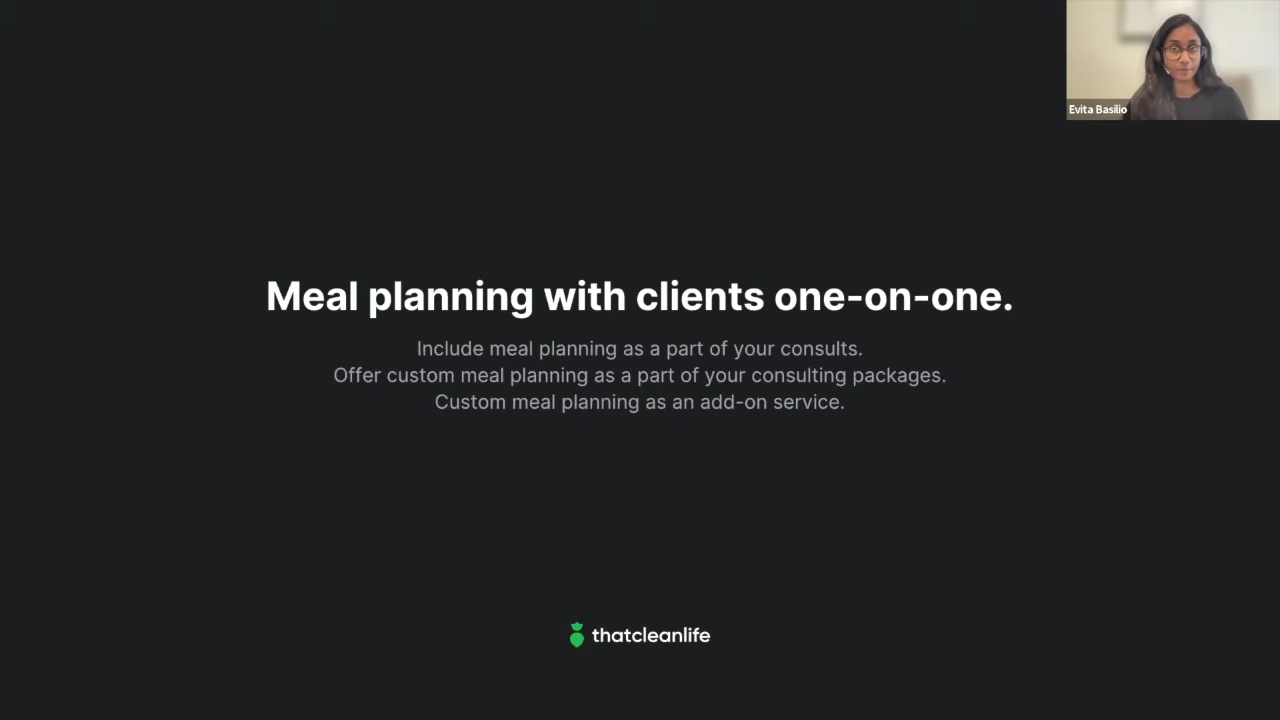 Evita Basilio
Meal planning with clients one-on-one.
Include meal planning as a part of your consults.
Offer custom meal planning as a part of your consulting packages.
Custom meal planning as an add-on service.
thatcleanlife